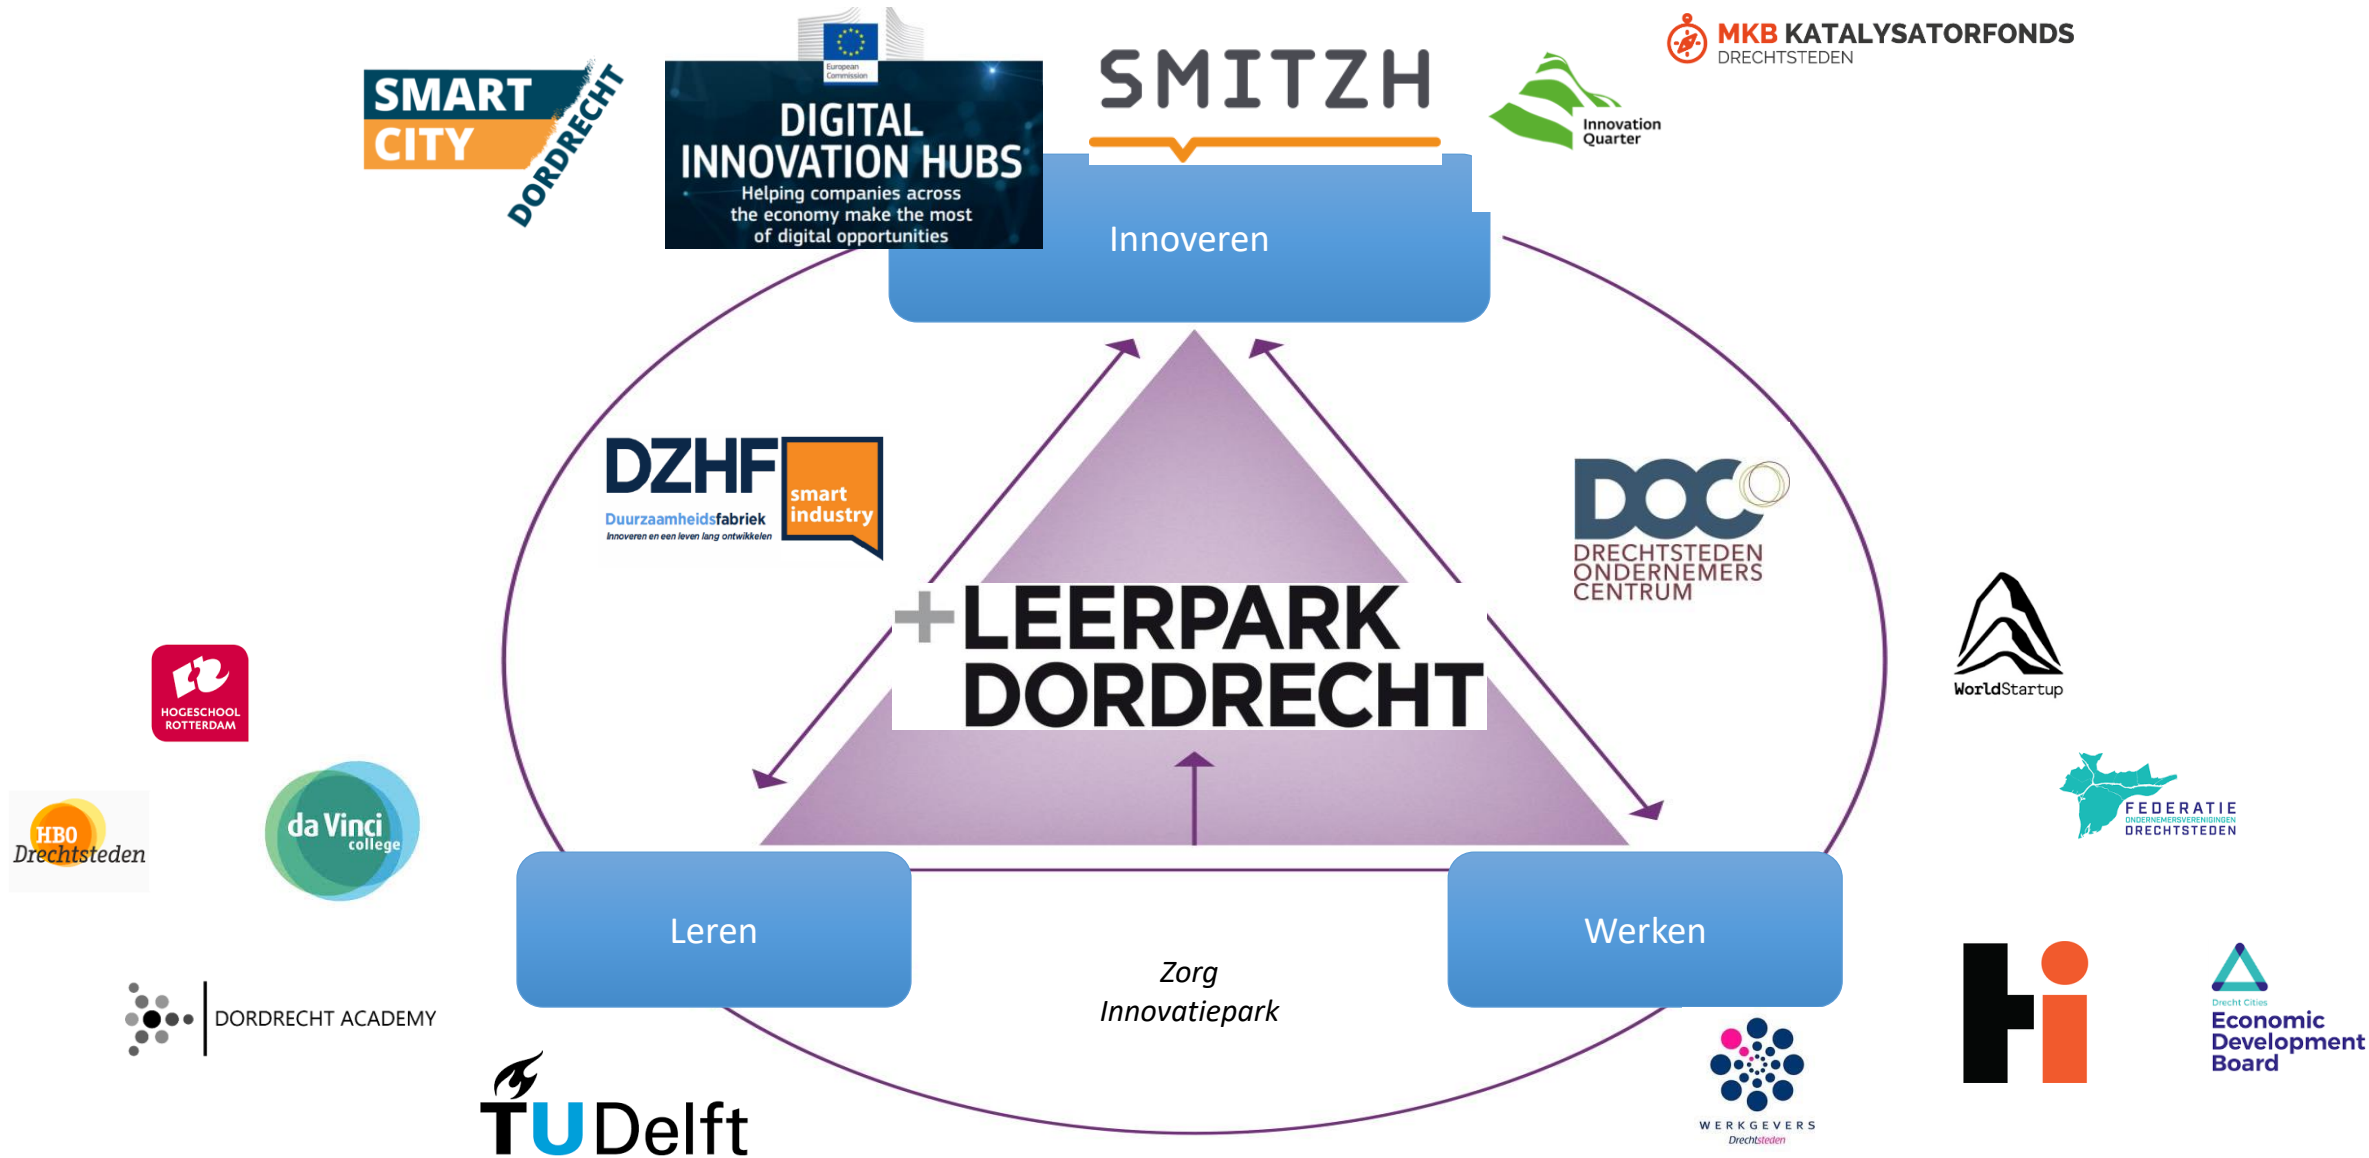 SMART
CITY
DORDRECHT
European
Commission
DIGITAL
INNOVATION HUBS
Helping companies across
the economy make the most
of digital opportunities
SMITZH
Innovation
Quarter
MKB KATALYSATORFONDS
DRECHTSTEDEN
Innoveren
DZHF
Duurzaamheidsfabriek
Innoveren en een leven lang ontwikkelen
smart
industry
DOC
DRECHTSTEDEN
ONDERNEMERS
CENTRUM
+LEERPARK
DORDRECHT
WorldStartup
HOGESCHOOL
ROTTERDAM
HBO
Drechtsteden
da Vinci
college
FEDERATIE
ONDERNEMERSVERENIGINGEN
DRECHTSTEDEN
Leren
Werken
Zorg
Innovatiepark
DORDRECHT ACADEMY
TU Delft
WERKGEVERS
Drechtsteden
Hi
Drecht Cities
Economic
Development
Board